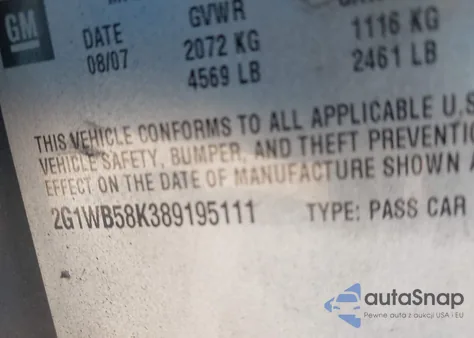 GM
DATE
08/07
GVWR
2072 KG
4569 LB
1116 KG
2461 LB
THIS VEHICLE CONFORMS TO ALL APPLICABLE U.S
VEHICLE SAFETY, BUMPER, AND THEFT PREVENTIO
EFFECT ON THE DATE OF MANUFACTURE SHOWN A
2G1WB58K389195111 TYPE: PASS CAR
autaSnap
Pewne auta z aukcji USA i EU